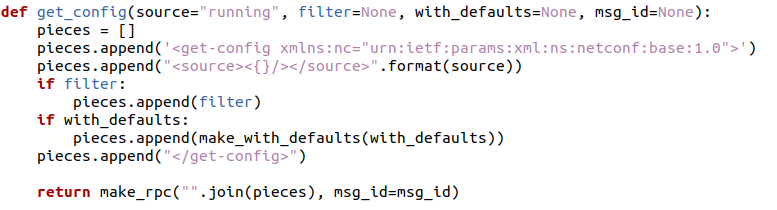 def get_config(source="running", filter=None, with_defaults=None, msg_id=None):
    pieces = []
    pieces.append('<get-config xmlns:nc="urn:ietf:params:xml:ns:netconf:base:1.0">')
    pieces.append("<source><{}/></source>".format(source))
    if filter:
        pieces.append(filter)
    if with_defaults:
        pieces.append(make_with_defaults(with_defaults))
    pieces.append("</get-config>")

    return make_rpc("".join(pieces), msg_id=msg_id)